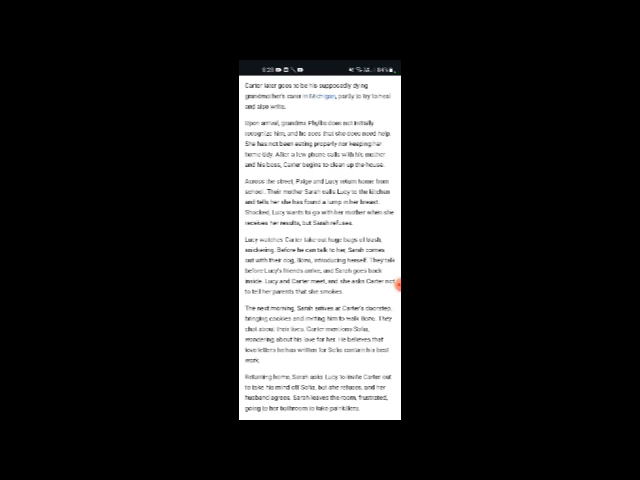 Carter later goes to be his supposedly dying
grandmother's carer in Michigan, partly to try to heal
and also write.
Upon arrival, grandma Phyllis does not initially
recognize him, and he sees that she does need help.
She has not been eating properly nor keeping her
home tidy. After a few phone calls with his mother
and his boss, Carter begins to clean up the house.
Across the street, Paige and Lucy return home from
school. Their mother Sarah calls Lucy to the kitchen
and tells her she has found a lump in her breast.
Shocked, Lucy wants to go with her mother when she
receives her results, but Sarah refuses.
Lucy watches Carter take out huge bags of trash,
snickering. Before he can talk to her, Sarah comes
out with their dog, Bono, introducing herself. They talk
before Lucy's friends arrive, and Sarah goes back
inside. Lucy and Carter meet, and she asks Carter not
to tell her parents that she smokes.
The next morning, Sarah arrives at Carter's doorstep,
bringing cookies and inviting him to walk Bono. They
chat about their lives. Carter mentions Sofia,
wondering about his love for her. He believes that
love letters he has written for Sofia contain his best
work.
Returning home, Sarah asks Lucy to invite Carter out
to take his mind off Sofia, but she refuses, and her
husband agrees. Sarah leaves the room, frustrated,
going to her bathroom to take painkillers.